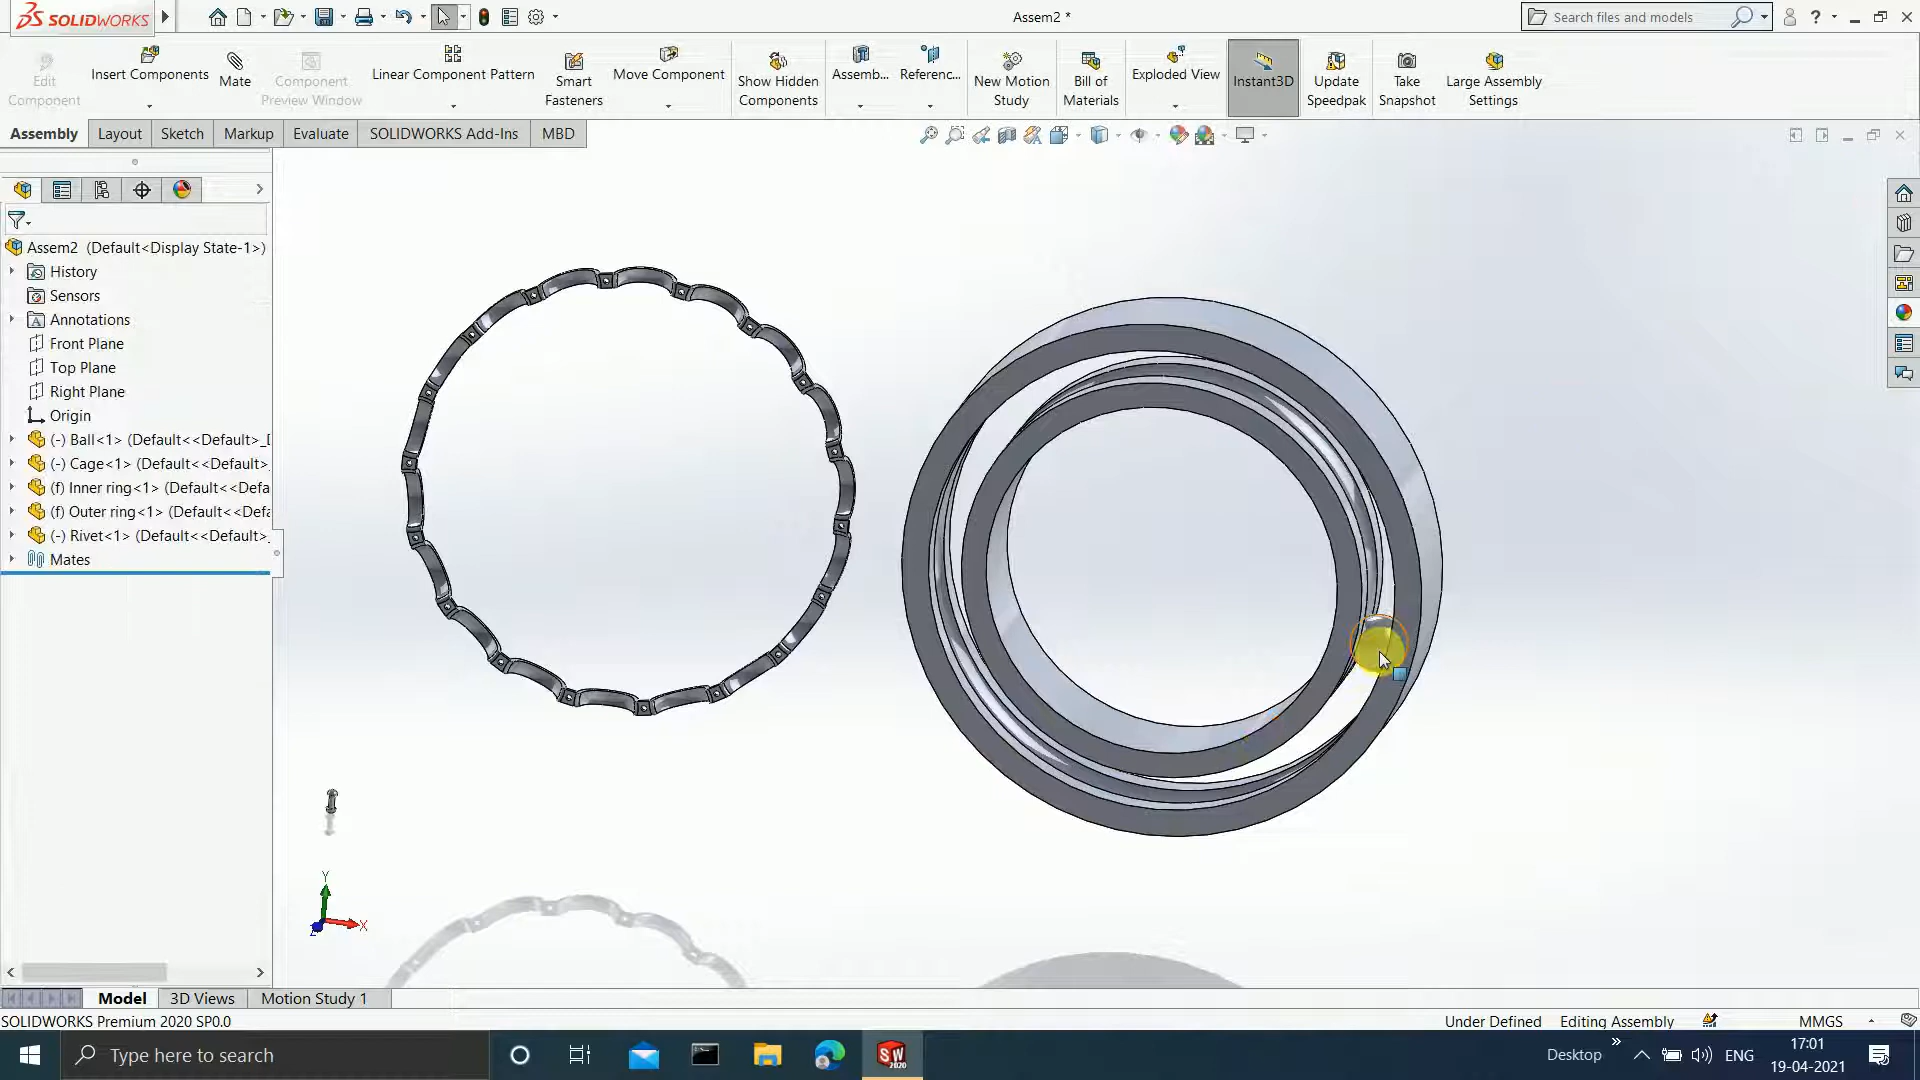 SOLIDWORKS
Assem2 *
Search files and models
Edit Component
Insert Components
Mate
Component Preview Window
Linear Component Pattern
Smart Fasteners
Move Component
Show Hidden Components
Assemb...
Referenc...
New Motion Study
Bill of Materials
Exploded View
Instant3D
Update Speedpak
Take Snapshot
Large Assembly Settings
Assembly
Layout
Sketch
Markup
Evaluate
SOLIDWORKS Add-Ins
MBD
Assem2 (Default<Display State-1>)
History
Sensors
Annotations
Front Plane
Top Plane
Right Plane
Origin
(-) Ball<1> (Default<<Default>_D
(-) Cage<1> (Default<<Default>_
(f) Inner ring<1> (Default<<Defa
(f) Outer ring<1> (Default<<Defa
(-) Rivet<1> (Default<<Default>_
Mates
Y
X
Z
Model
3D Views
Motion Study 1
SOLIDWORKS Premium 2020 SP0.0
Under Defined
Editing Assembly
MMGS
Type here to search
SW
2020
Desktop
ENG
17:01
19-04-2021